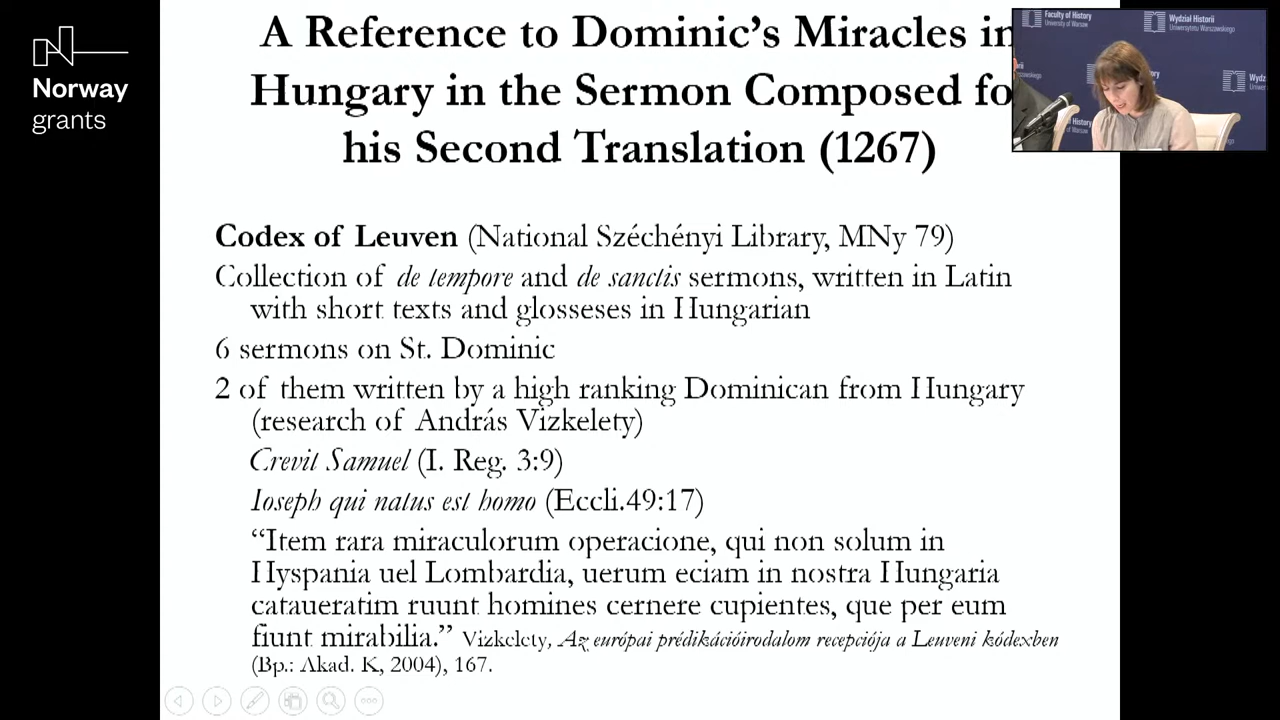 Norway
grants
A Reference to Dominic’s Miracles in
Hungary in the Sermon Composed fo
his Second Translation (1267)
Faculty of History
Wydział Historii
Uniwersytetu Warszawskiego
Codex of Leuven (National Széchényi Library, MNy 79)
Collection of de tempore and de sanctis sermons, written in Latin
with short texts and glosseses in Hungarian
6 sermons on St. Dominic
2 of them written by a high ranking Dominican from Hungary
(research of András Vizkelety)
Crevit Samuel (I. Reg. 3:9)
Ioseph qui natus est homo (Eccli.49:17)
“Item rara miraculorum operacione, qui non solum in
Hyspania uel Lombardia, uerum eciam in nostra Hungaria
cataueratim ruunt homines cernere cupientes, que per eum
fiunt mirabilia.” Vizkelety, Az európai prédikációirodalom recepciója a Leuveni kódexben
(Bp.: Akad. K, 2004), 167.